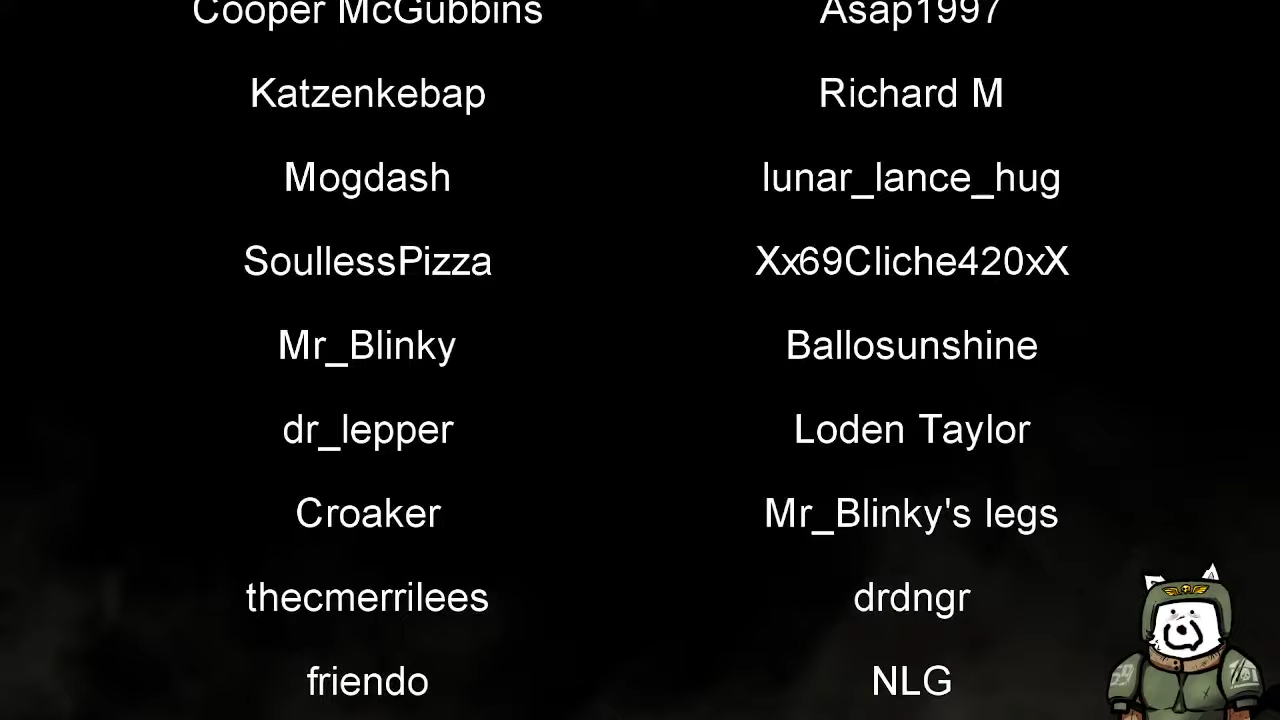 Cooper McGubbins Asap1997
Katzenkebap Richard M
Mogdash lunar_lance_hug
SoullessPizza Xx69Cliche420xX
Mr_Blinky Ballosunshine
dr_lepper Loden Taylor
Croaker Mr_Blinky's legs
thecmerrilees drdngr
friendo NLG
69